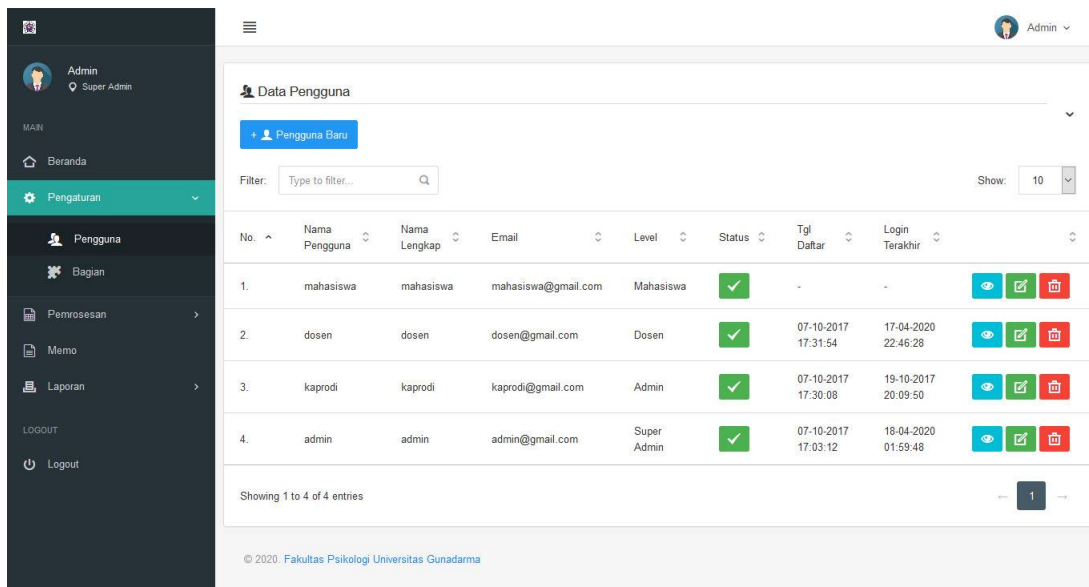 Admin
Super Admin
MAIN
Beranda
Pengaturan
Pengguna
Bagian
Pemrosesan
Memo
Laporan
LOGOUT
Logout
Admin
Data Pengguna
+ Pengguna Baru
Filter: Type to filter... Show: 10
No. Nama Pengguna Nama Lengkap Email Level Status Tgl Daftar Login Terakhir
1. mahasiswa mahasiswa mahasiswa@gmail.com Mahasiswa - -
2. dosen dosen dosen@gmail.com Dosen 07-10-2017 17:31:54 17-04-2020 22:46:28
3. kaprodi kaprodi kaprodi@gmail.com Admin 07-10-2017 17:30:08 19-10-2017 20:09:50
4. admin admin admin@gmail.com Super Admin 07-10-2017 17:03:12 18-04-2020 01:59:48
Showing 1 to 4 of 4 entries
← 1 →
© 2020. Fakultas Psikologi Universitas Gunadarma